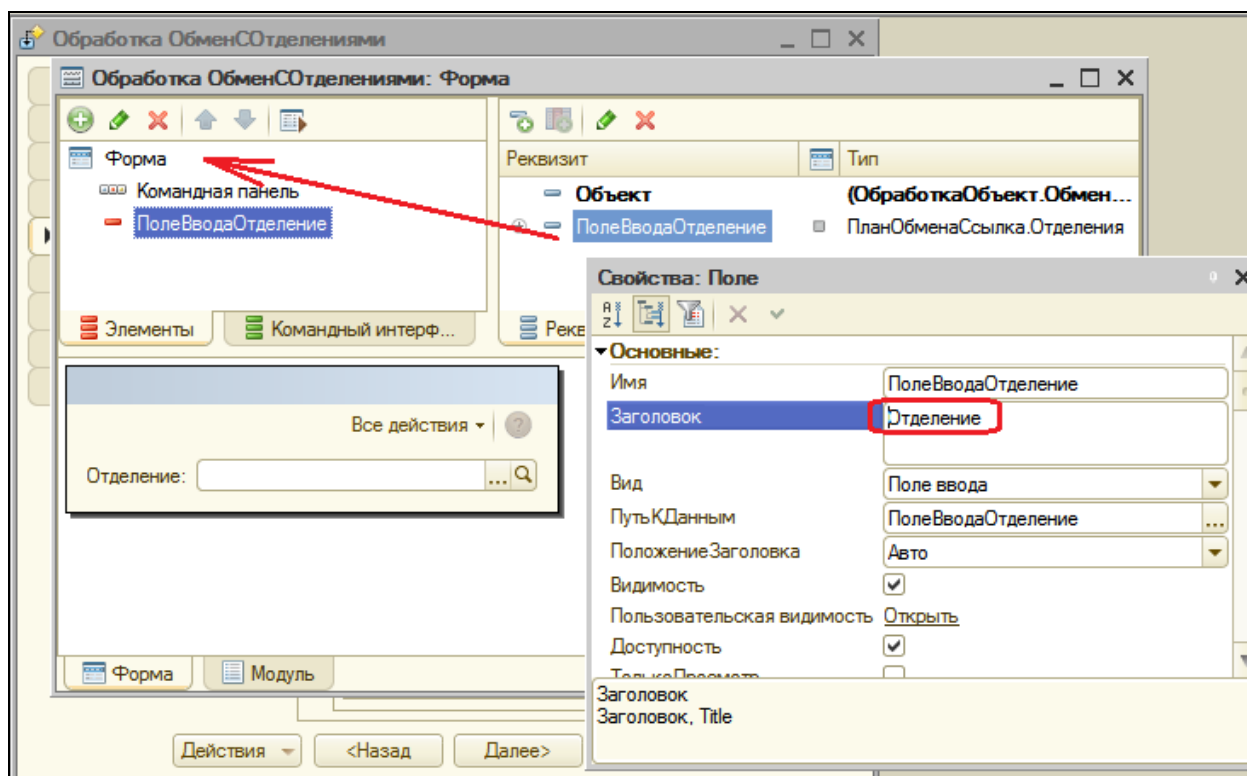 Обработка ОбменСОтделениями
Обработка ОбменСОтделениями: Форма
Форма
Командная панель
ПолеВводаОтделение
Элементы
Командный интерф...
Реквизит
Тип
Объект
(ОбработкаОбъект.Обмен...
ПолеВводаОтделение
ПланОбменаСсылка.Отделения
Рекв
Все действия
Отделение:
...
Форма
Модуль
Действия
<Назад
Далее>
Свойства: Поле
Основные:
Имя
ПолеВводаОтделение
Заголовок
Отделение
Вид
Поле ввода
ПутьКДанным
ПолеВводаОтделение
...
ПоложениеЗаголовка
Авто
Видимость
Пользовательская видимость
Открыть
Доступность
ТолькоПросмотр
Заголовок
Заголовок, Title